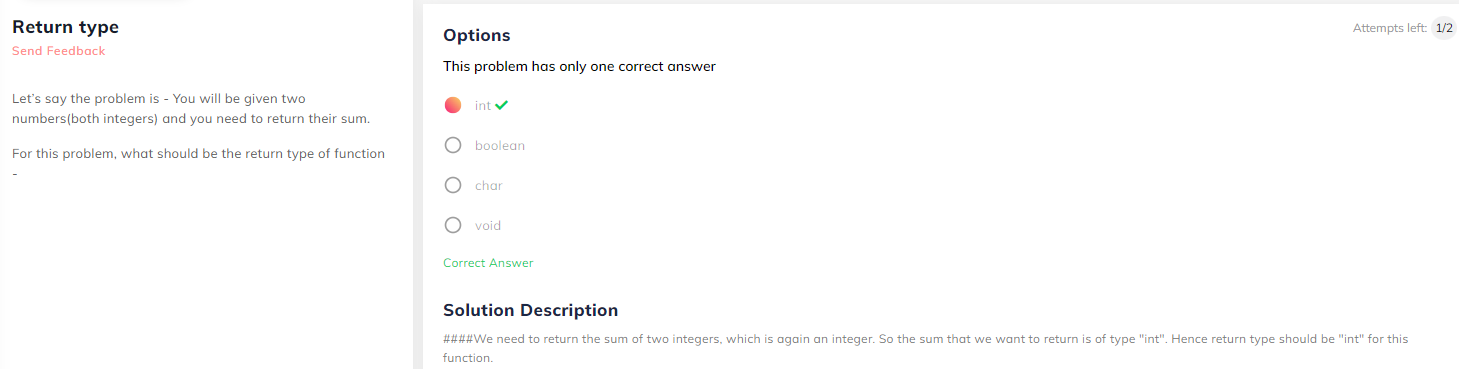 Return type
Send Feedback
Let's say the problem is - You will be given two
numbers(both integers) and you need to return their sum.
For this problem, what should be the return type of function
-
Options
Attempts left: 1/2
This problem has only one correct answer
int
boolean
char
void
Correct Answer
Solution Description
####We need to return the sum of two integers, which is again an integer. So the sum that we want to return is of type "int". Hence return type should be "int" for this
function.